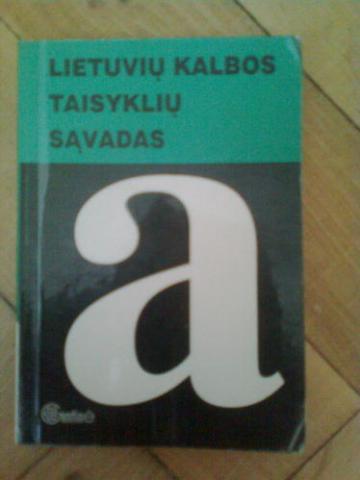 LIETUVIŲ KALBOS
TAISYKLIŲ
SĄVADAS
a